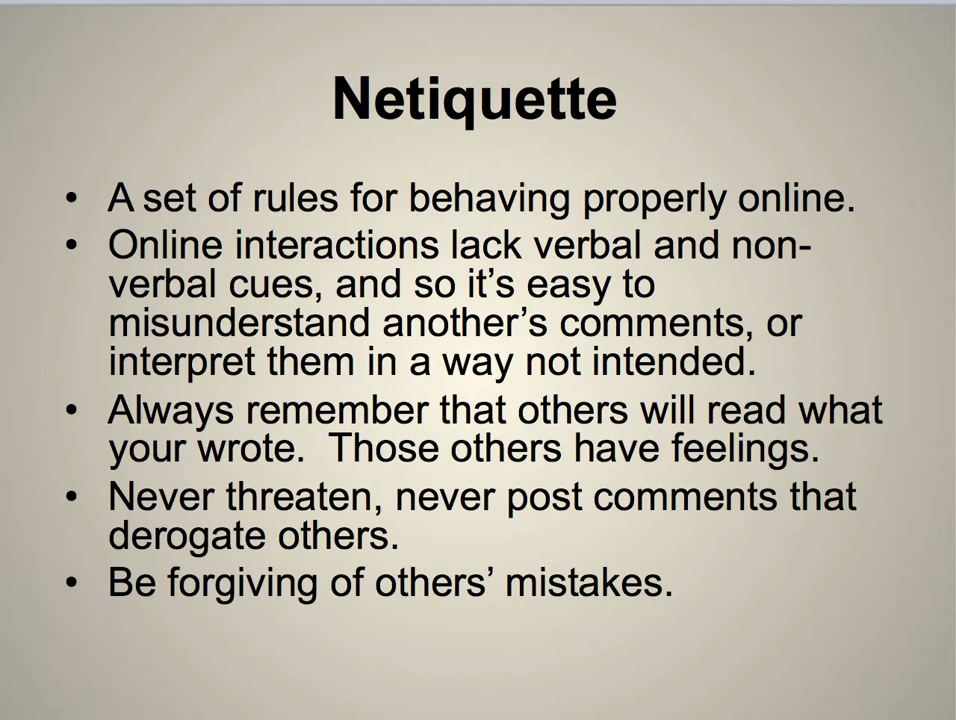 Netiquette
• A set of rules for behaving properly online.
• Online interactions lack verbal and non-
verbal cues, and so it’s easy to
misunderstand another’s comments, or
interpret them in a way not intended.
• Always remember that others will read what
your wrote.  Those others have feelings.
• Never threaten, never post comments that
derogate others.
• Be forgiving of others’ mistakes.